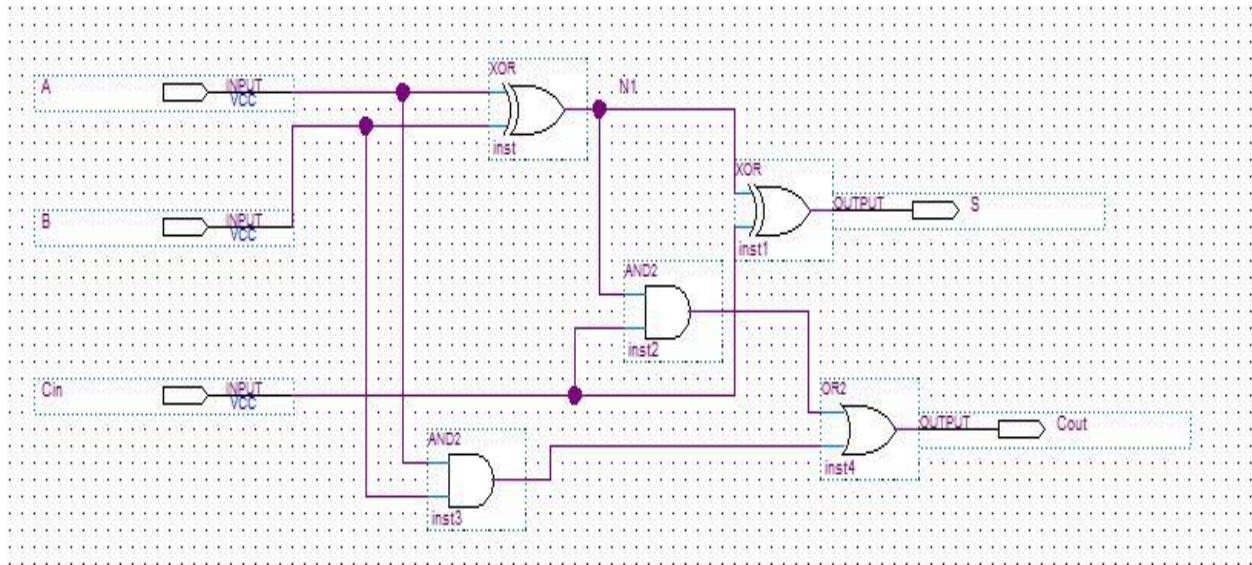 XOR
A
INPUT
VCC
N1
inst
XOR
B
INPUT
VCC
OUTPUT
S
inst1
AND2
inst2
Cin
INPUT
VCC
OR2
OUTPUT
Cout
AND2
inst4
inst3